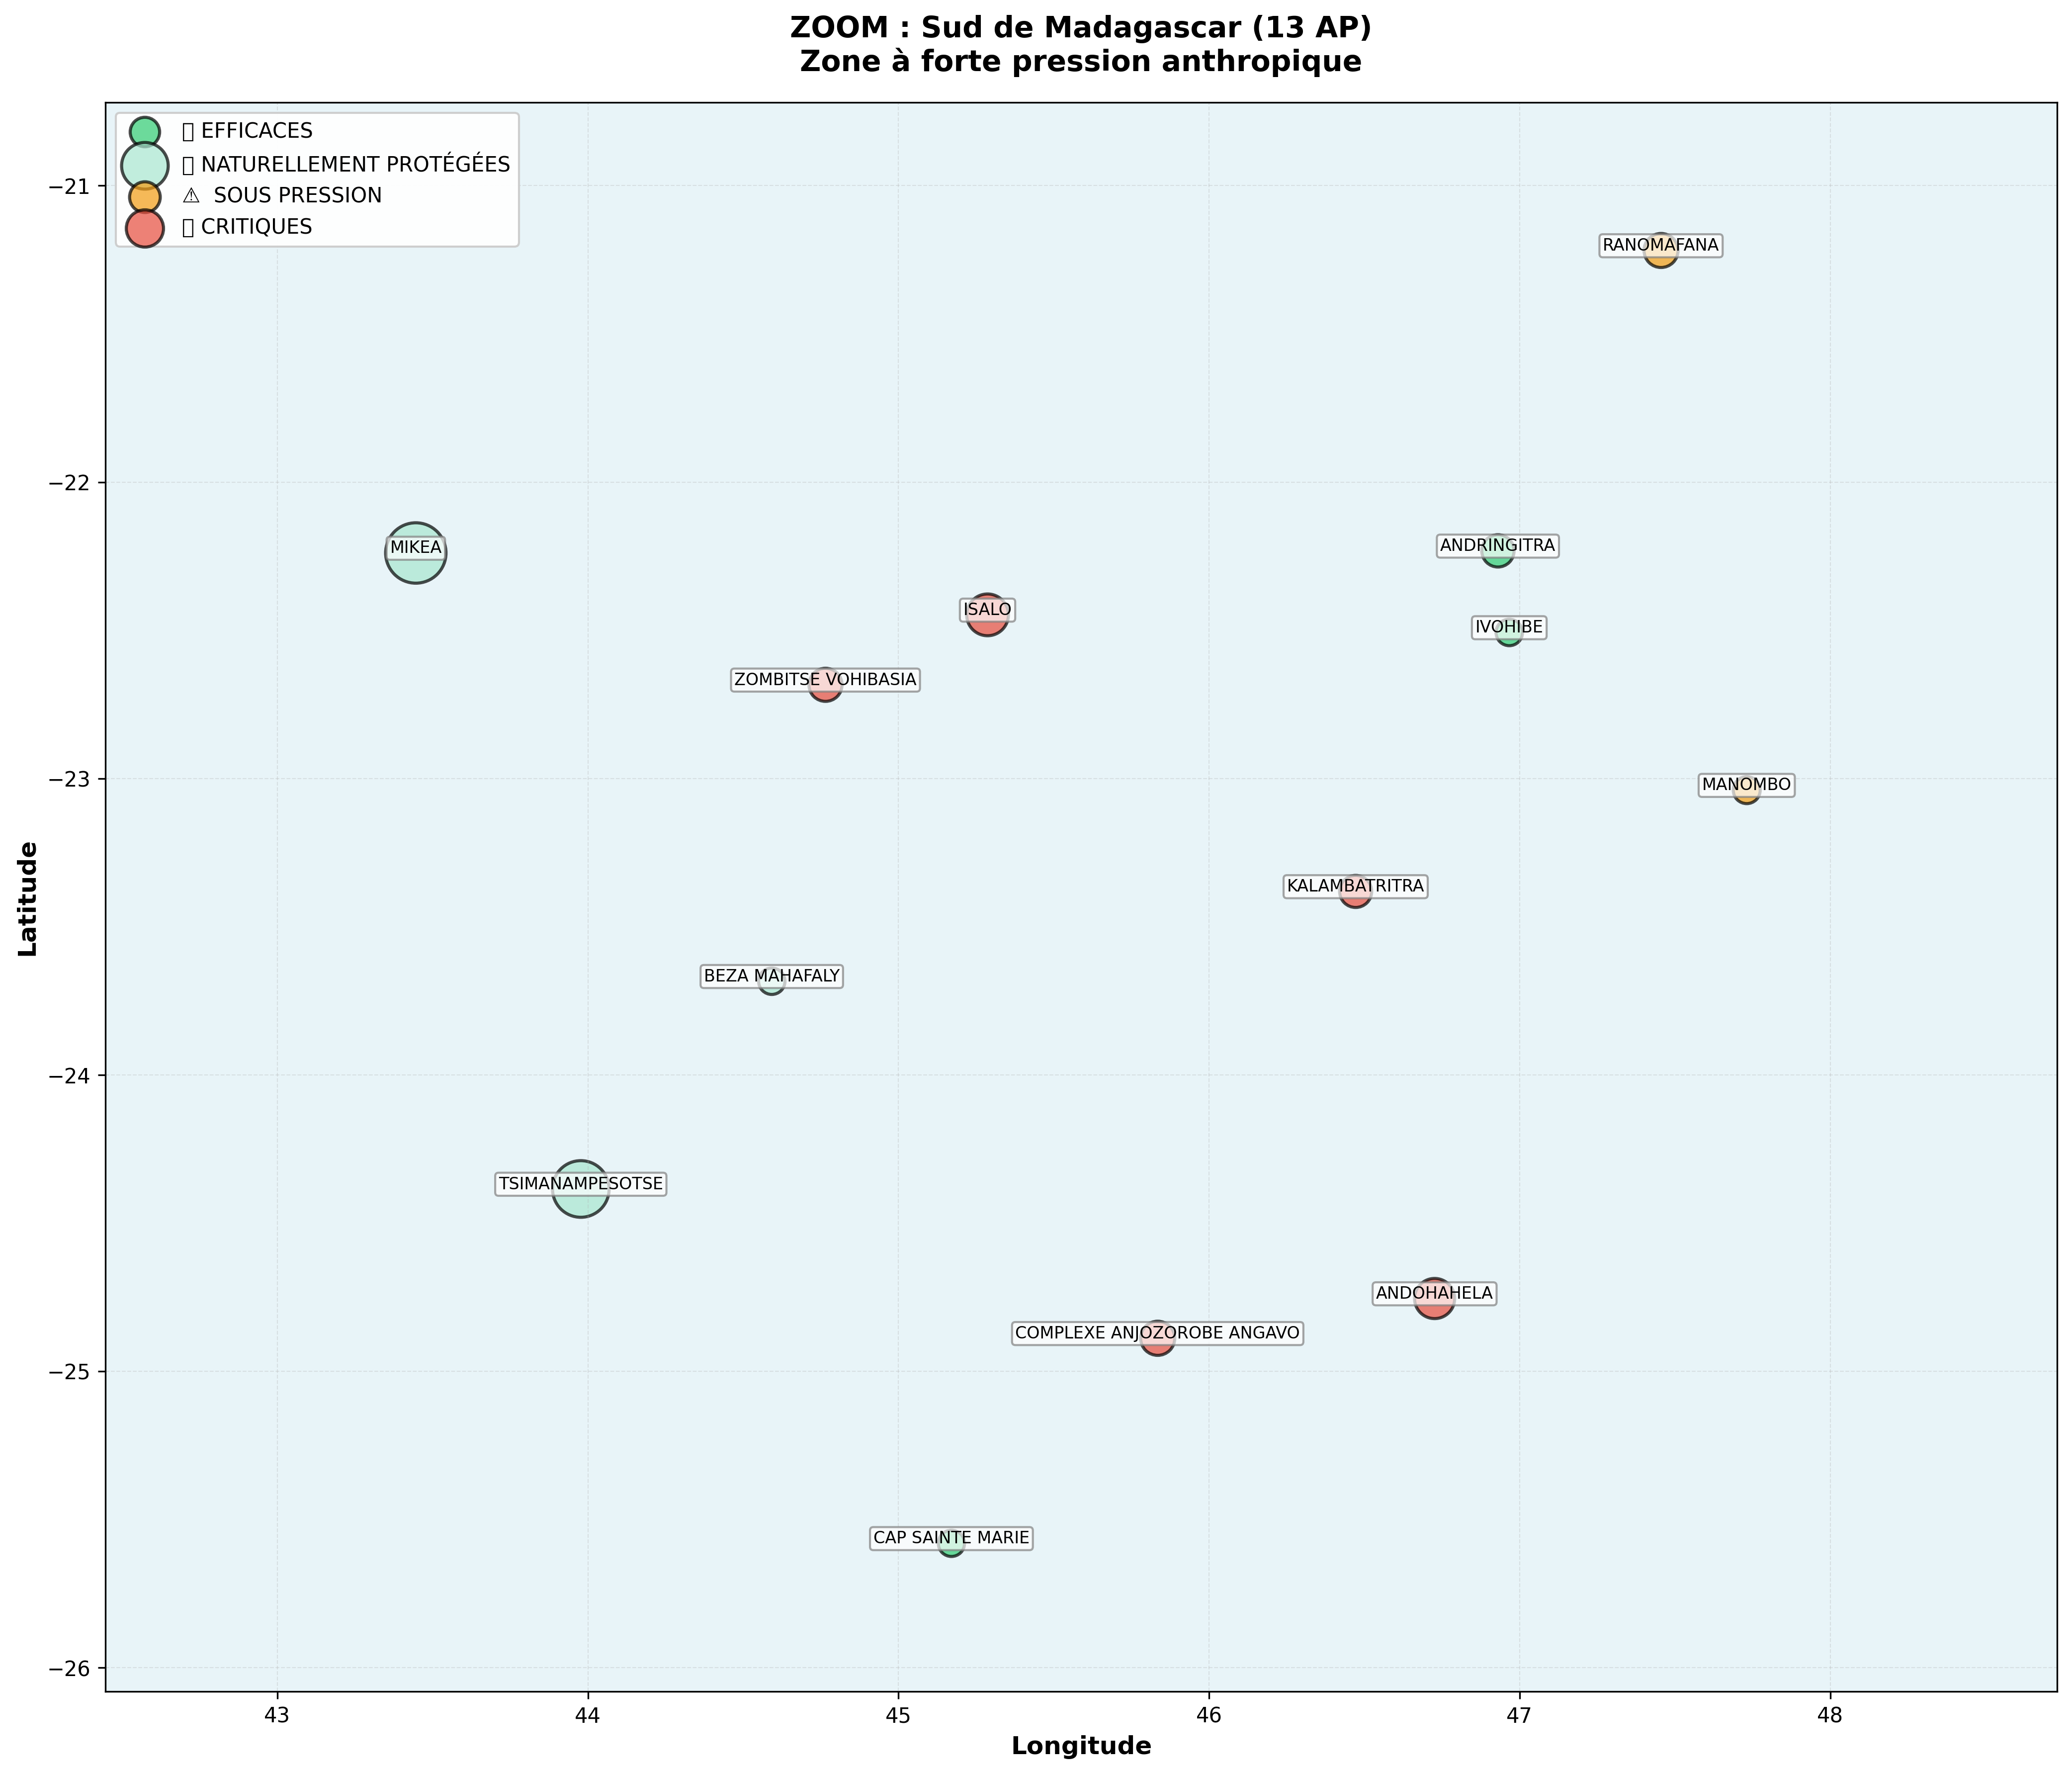 ZOOM : Sud de Madagascar (13 AP)
Zone à forte pression anthropique
EFFICACES
NATURELLEMENT PROTÉGÉES
⚠ SOUS PRESSION
CRITIQUES
−21
−22
−23
−24
−25
−26
Latitude
RANOMAFANA
MIKEA
ANDRINGITRA
ISALO
IVOHIBE
ZOMBITSE VOHIBASIA
MANOMBO
KALAMBATRITRA
BEZA MAHAFALY
TSIMANAMPESOTSE
ANDOHAHELA
COMPLEXE ANJOZOROBE ANGAVO
CAP SAINTE MARIE
43 44 45 46 47 48
Longitude